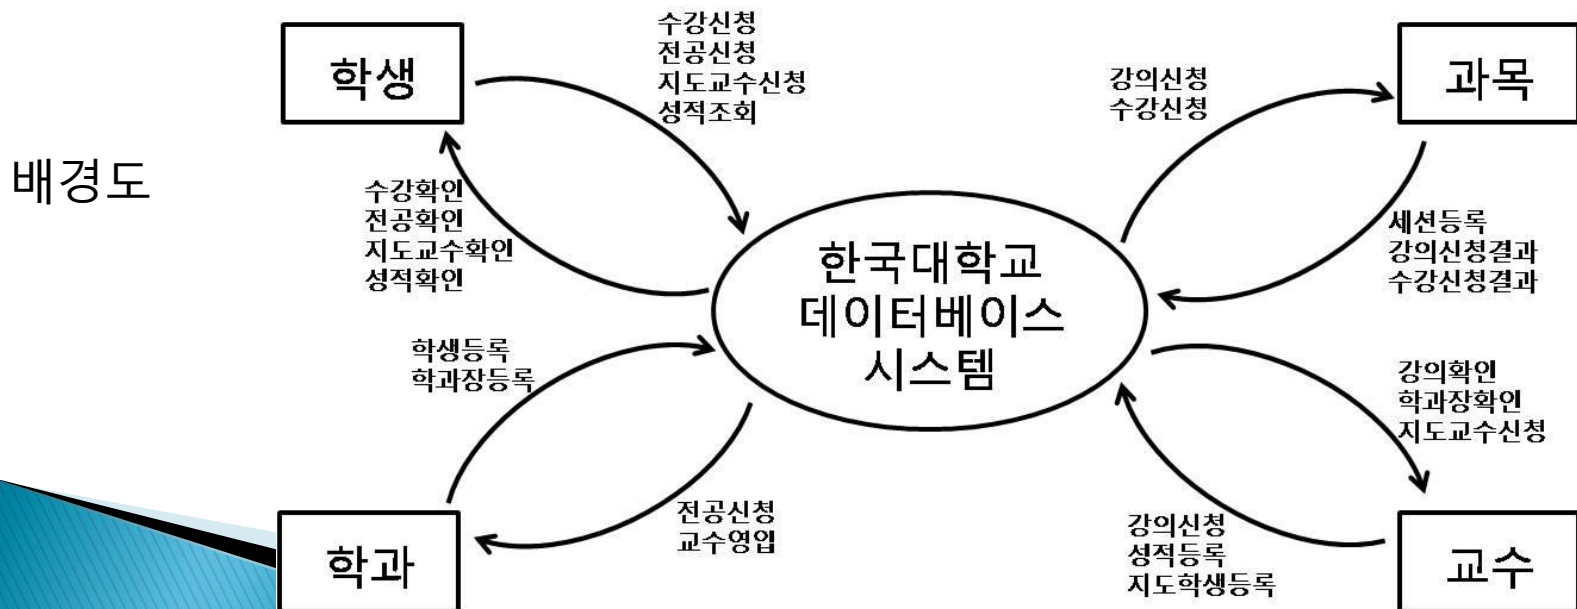 배경도
학생
수강신청
전공신청
지도교수신청
성적조회
강의신청
수강신청
과목
수강확인
전공확인
지도교수확인
성적확인
한국대학교
데이터베이스
시스템
세션등록
강의신청결과
수강신청결과
학생등록
학과장등록
강의확인
학과장확인
지도교수신청
학과
전공신청
교수영입
강의신청
성적등록
지도학생등록
교수